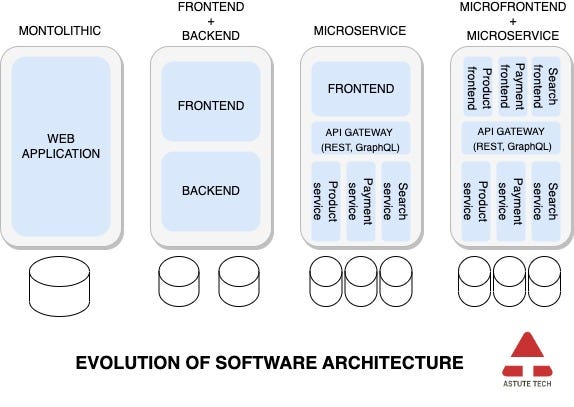 MONTOLITHIC
WEB
APPLICATION
FRONTEND
+
BACKEND
FRONTEND
BACKEND
MICROSERVICE
FRONTEND
API GATEWAY
(REST, GraphQL)
Product
service
Payment
service
Search
service
MICROFRONTEND
+
MICROSERVICE
Product
frontend
Payment
frontend
Search
frontend
API GATEWAY
(REST, GraphQL)
Product
service
Payment
service
Search
service
EVOLUTION OF SOFTWARE ARCHITECTURE
ASTUTE TECH